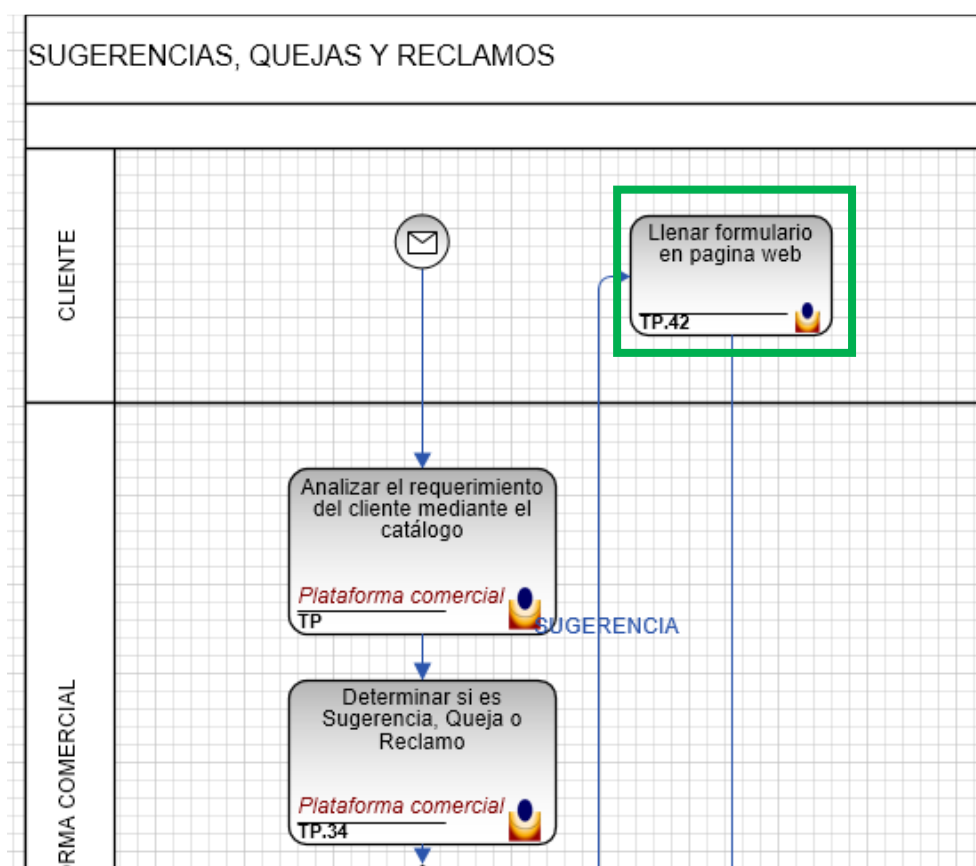 SUGERENCIAS, QUEJAS Y RECLAMOS
CLIENTE
Llenar formulario
en pagina web
TP.42
Analizar el requerimiento
del cliente mediante el
catálogo
Plataforma comercial
TP
SUGERENCIA
Determinar si es
Sugerencia, Queja o
Reclamo
Plataforma comercial
TP.34
RMA COMERCIAL